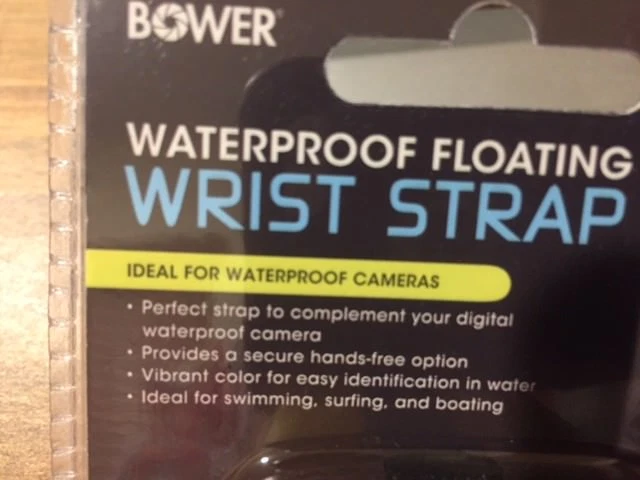 BOWER
WATERPROOF FLOATING
WRIST STRAP
IDEAL FOR WATERPROOF CAMERAS
• Perfect strap to complement your digital
waterproof camera
• Provides a secure hands-free option
• Vibrant color for easy identification in water
• Ideal for swimming, surfing, and boating